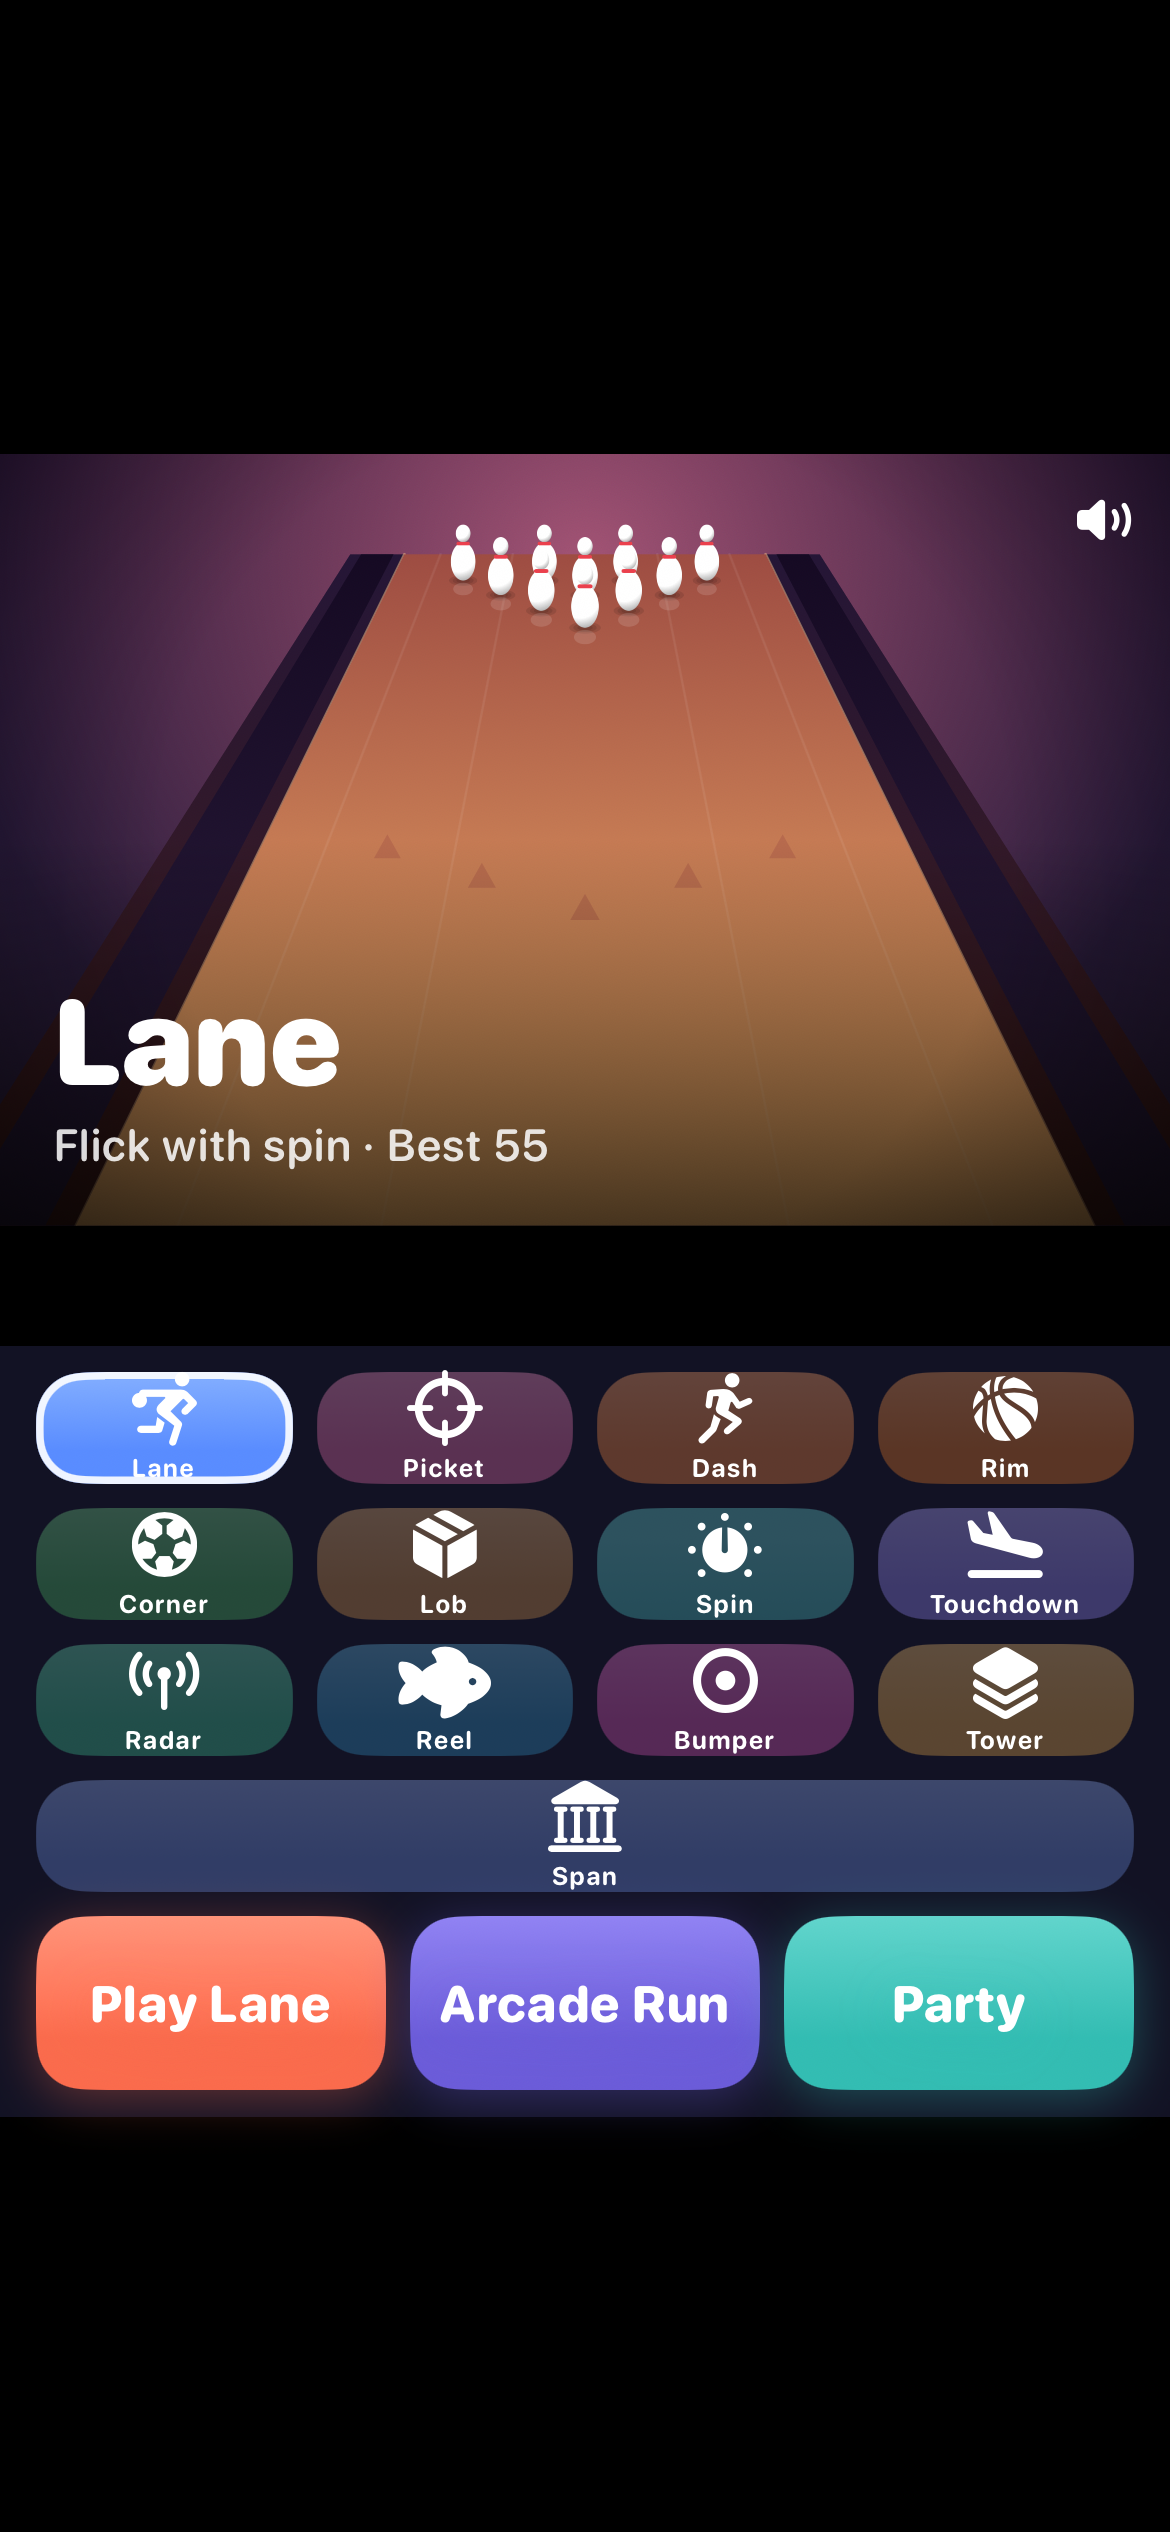 Lane
Flick with spin · Best 55
Lane
Picket
Dash
Rim
Corner
Lob
Spin
Touchdown
Radar
Reel
Bumper
Tower
Span
Play Lane
Arcade Run
Party